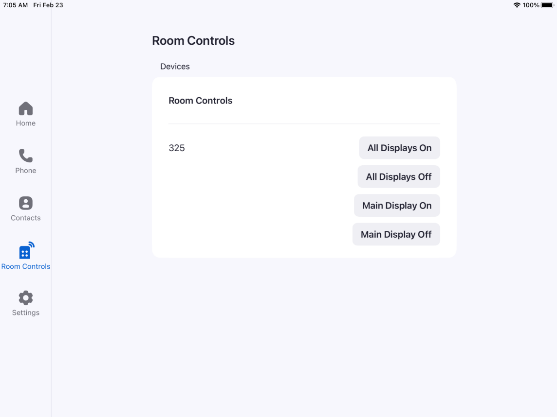 7:05 AM Fri Feb 23
100%
Room Controls
Devices
Room Controls
325
All Displays On
All Displays Off
Main Display On
Main Display Off
Home
Phone
Contacts
Room Controls
Settings